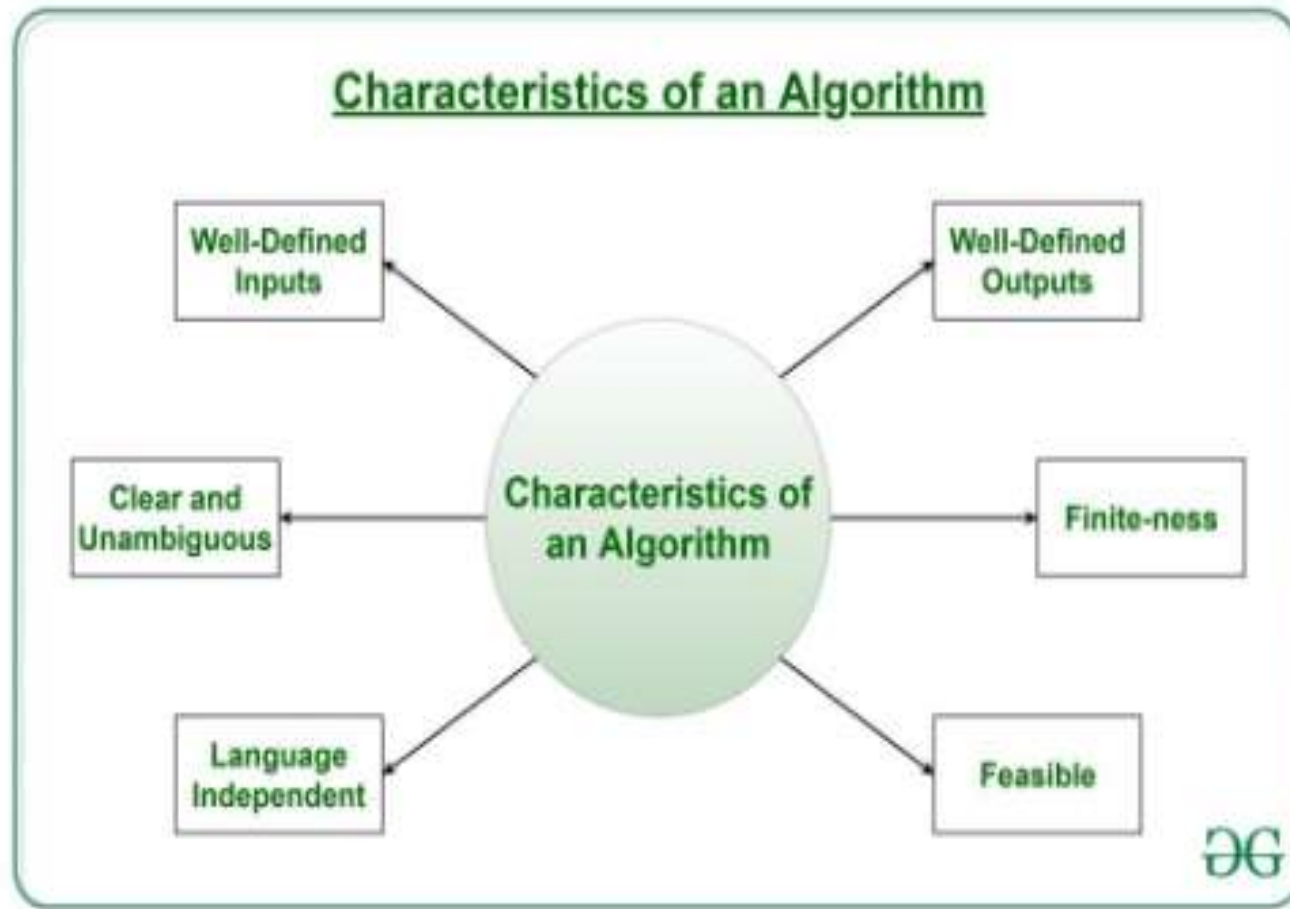 Characteristics of an Algorithm
Well-Defined
Inputs
Well-Defined
Outputs
Clear and
Unambiguous
Characteristics of
an Algorithm
Finite-ness
Language
Independent
Feasible